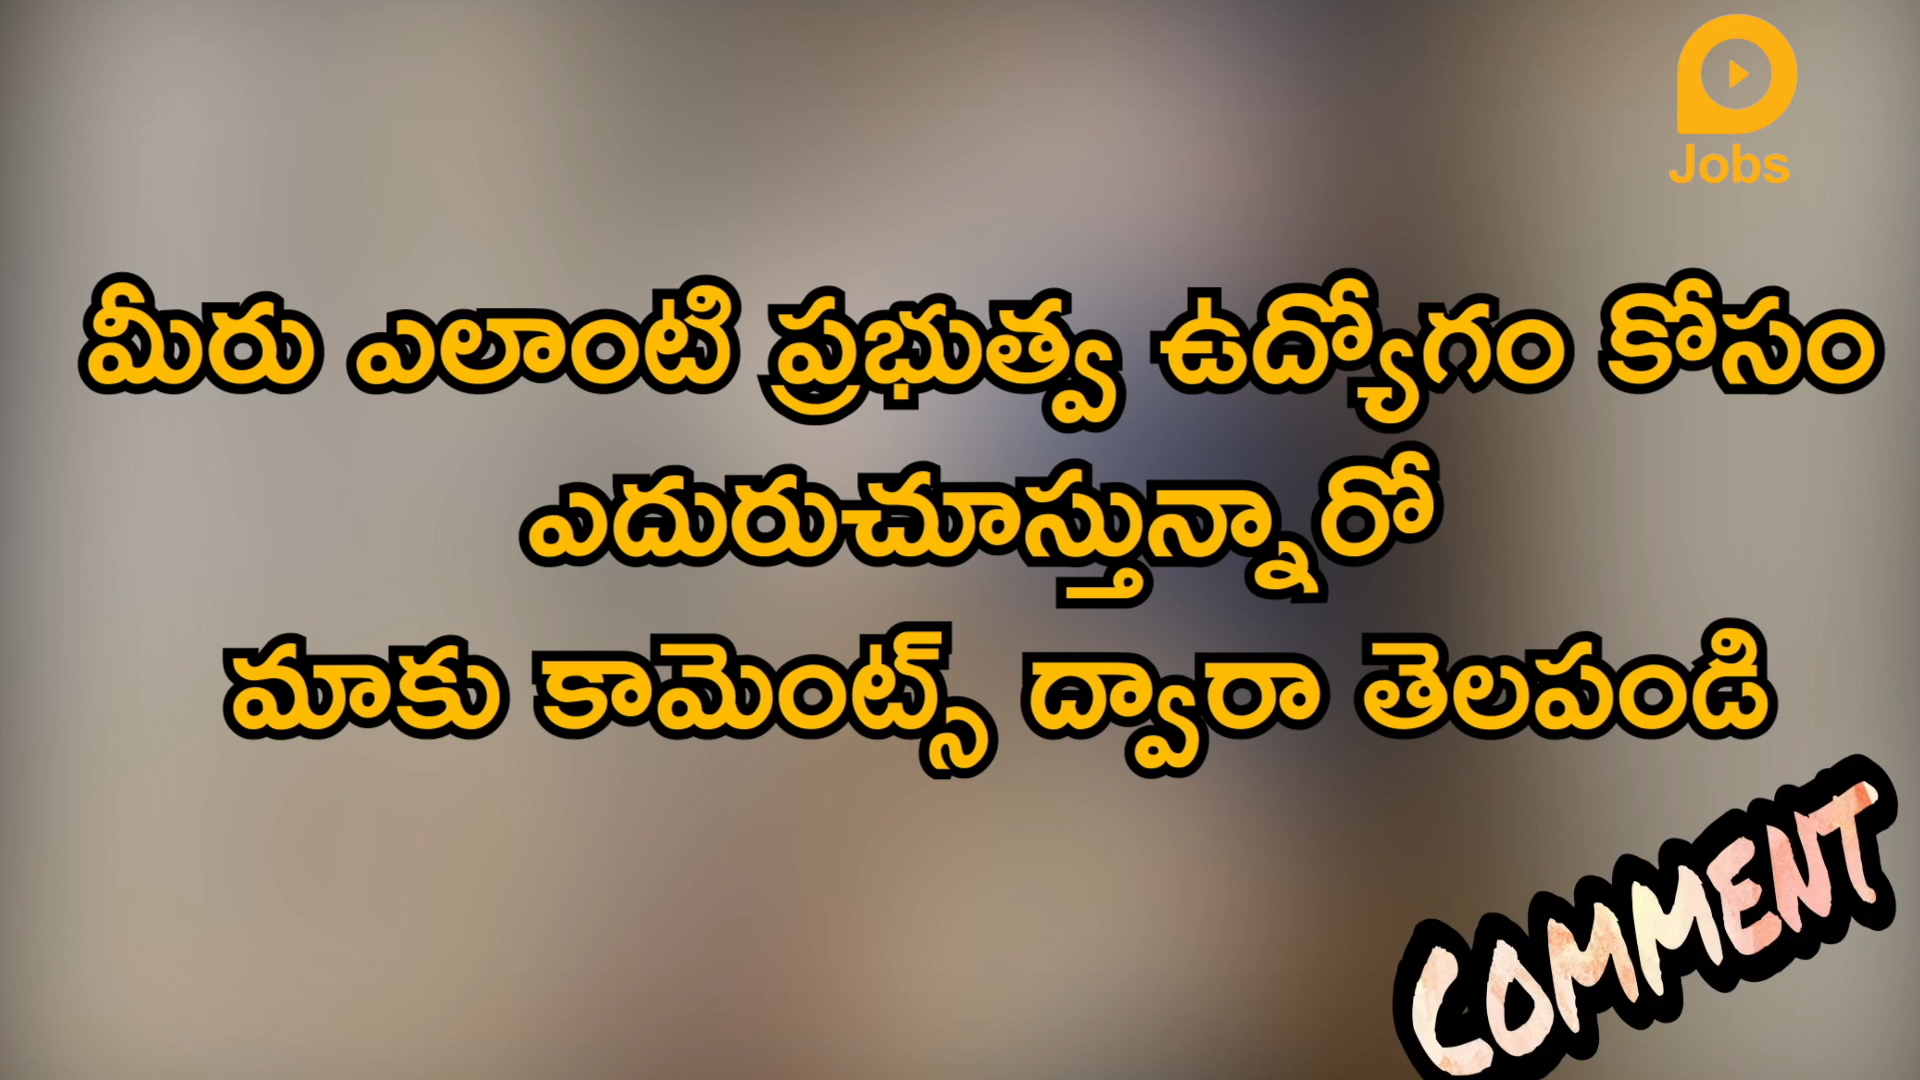 Jobs
మీరు ఎలాంటి ప్రభుత్వ ఉద్యోగం కోసం
ఎదురుచూస్తున్నారో
మాకు కామెంట్స్ ద్వారా తెలపండి
COMMENT